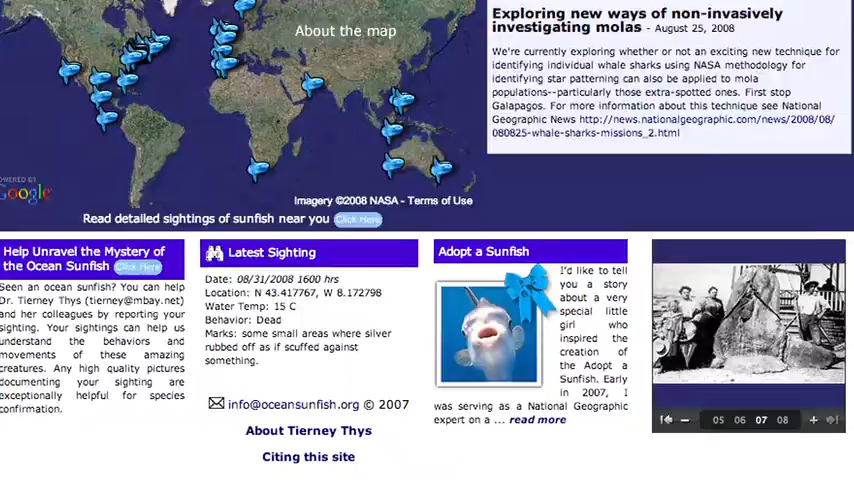 About the map
POWERED BY
Google
Imagery ©2008 NASA - Terms of Use
Read detailed sightings of sunfish near you Click Here
Exploring new ways of non-invasively
investigating molas - August 25, 2008
We're currently exploring whether or not an exciting new technique for
identifying individual whale sharks using NASA methodology for
identifying star patterning can also be applied to mola
populations--particularly those extra-spotted ones. First stop
Galapagos. For more information about this technique see National
Geographic News http://news.nationalgeographic.com/news/2008/08/
080825-whale-sharks-missions_2.html
Help Unravel the Mystery of
the Ocean Sunfish Click Here
Seen an ocean sunfish? You can help
Dr. Tierney Thys (tierney@mbay.net)
and her colleagues by reporting your
sighting. Your sightings can help us
understand the behaviors and
movements of these amazing
creatures. Any high quality pictures
documenting your sighting are
exceptionally helpful for species
confirmation.
Latest Sighting
Date: 08/31/2008 1600 hrs
Location: N 43.417767, W 8.172798
Water Temp: 15 C
Behavior: Dead
Marks: some small areas where silver
rubbed off as if scuffed against
something.
info@oceansunfish.org © 2007
About Tierney Thys
Citing this site
Adopt a Sunfish
I'd like to tell
you a story
about a very
special little
girl who
inspired the
creation of
the Adopt a
Sunfish. Early
in 2007, I
was serving as a National Geographic
expert on a ... read more
05 06 07 08